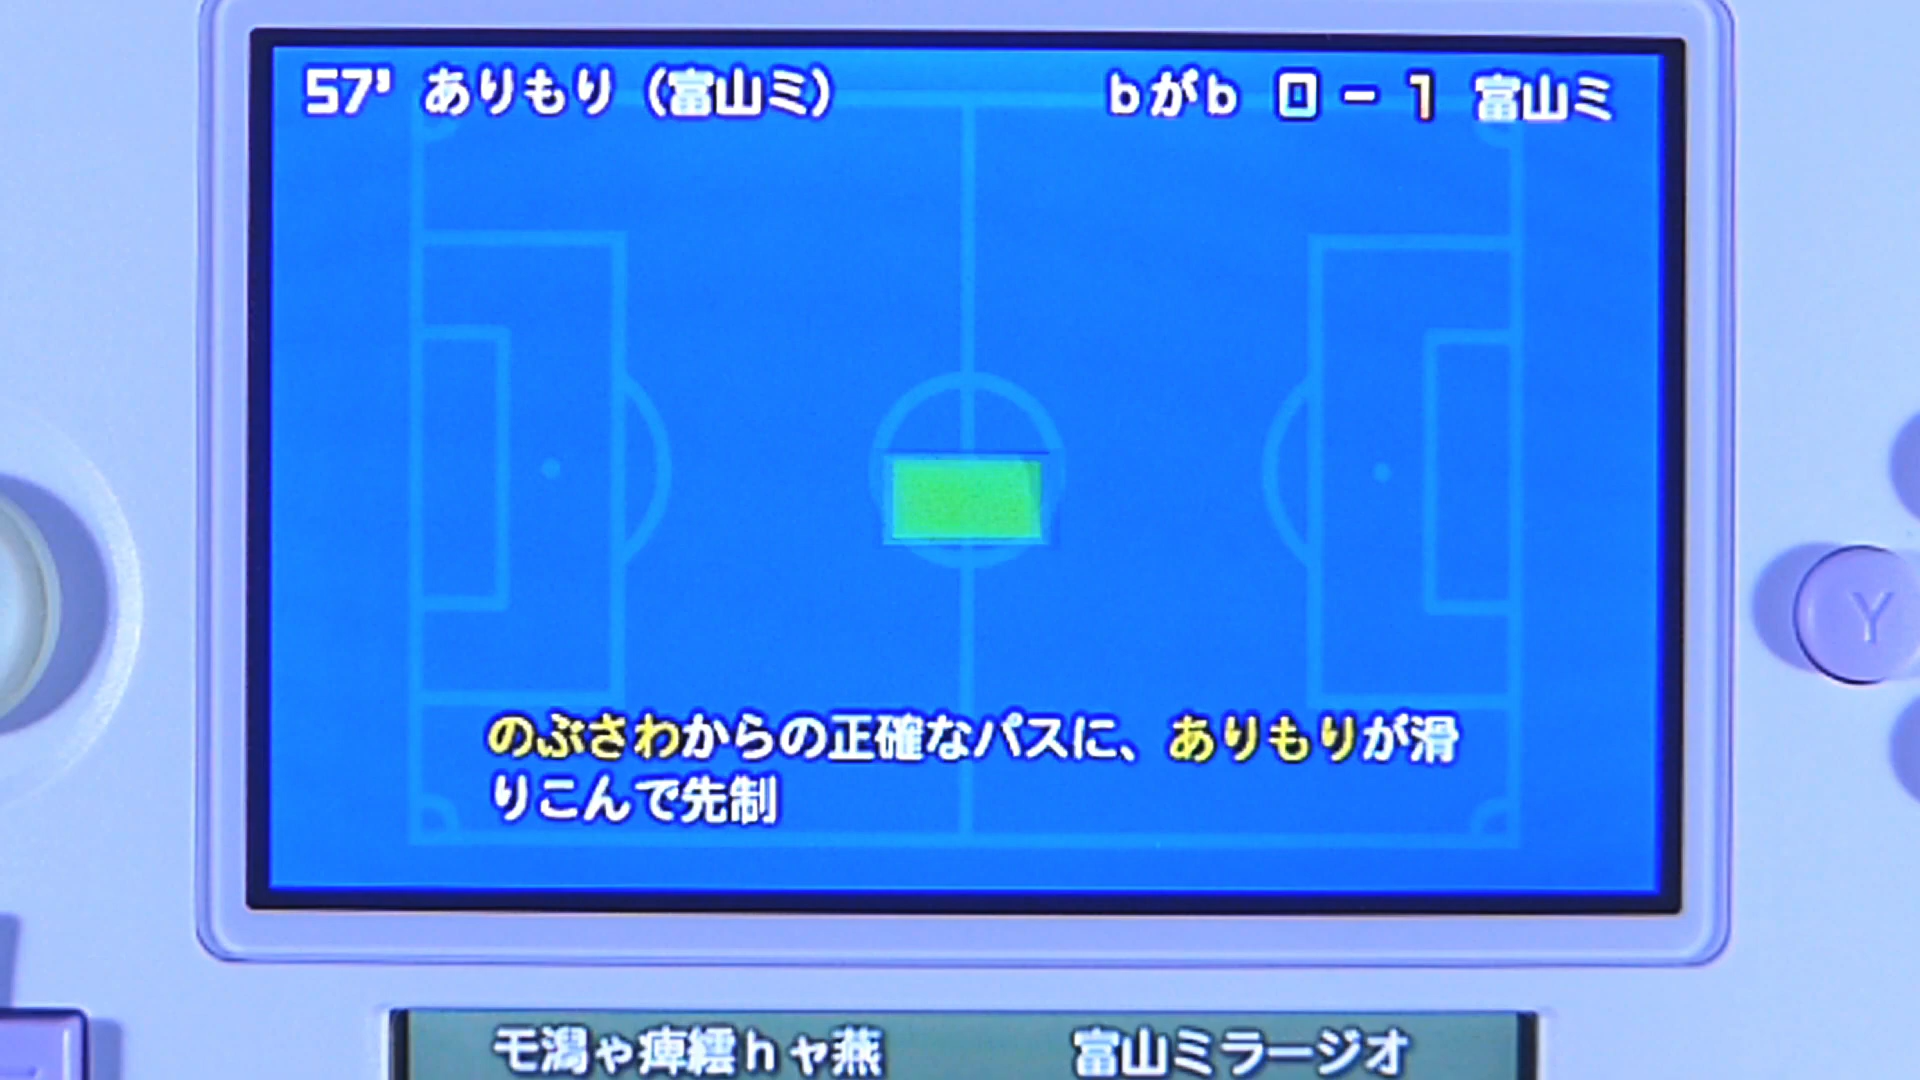 57' ありもり（富山ミ） bがb 0 - 1 富山ミ
のぶさわからの正確なパスに、ありもりが滑
りこんで先制
Y
モ潟ゃ痺繧hャ燕 富山ミラージオ